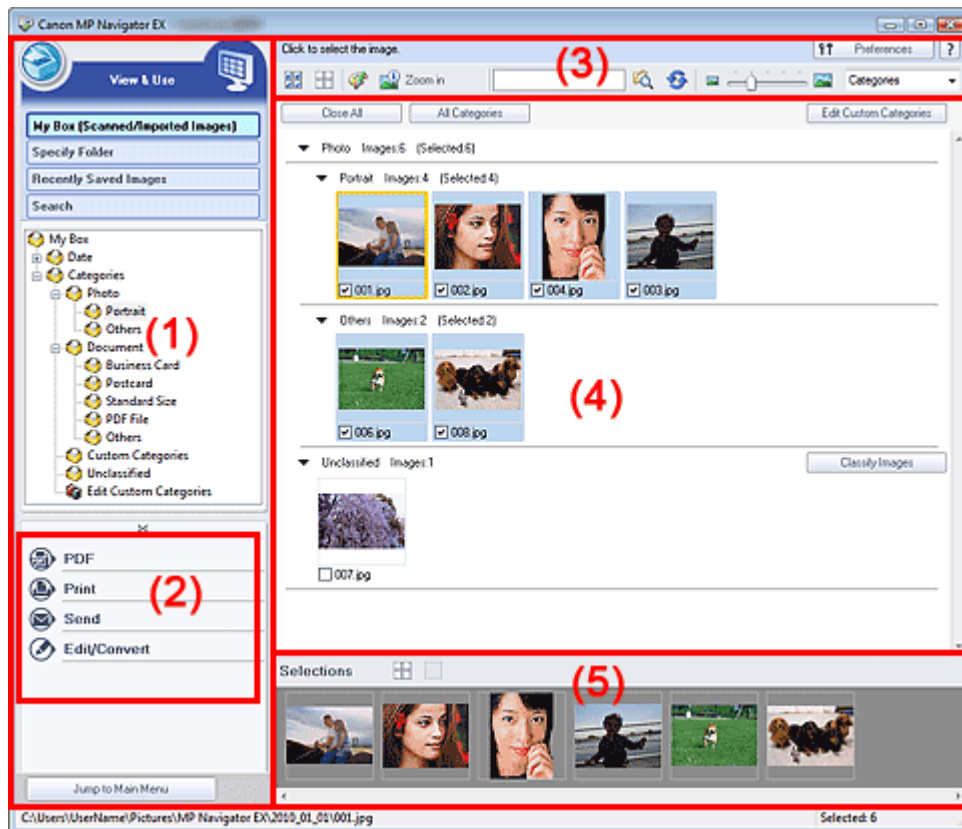 Canon MP Navigator EX
View & Use
My Box (Scanned/Imported Images)
Specify Folder
Recently Saved Images
Search
My Box
Date
Categories
Photo
Portrait
Others
(1)
Document
Business Card
Postcard
Standard Size
PDF File
Others
Custom Categories
Unclassified
Edit Custom Categories
PDF
Print
(2)
Send
Edit/Convert
Jump to Main Menu
Click to select the image.
(3)
Preferences
?
Zoom in
Categories
Close All
All Categories
Edit Custom Categories
Photo Images:6 (Selected:6)
Portrait Images:4 (Selected:4)
001.jpg
002.jpg
004.jpg
003.jpg
Others Images:2 (Selected:2)
(4)
006.jpg
008.jpg
Unclassified Images:1
Classify Images
007.jpg
Selections
(5)
C:\Users\UserName\Pictures\MP Navigator EX\2010_01_01\001.jpg
Selected: 6